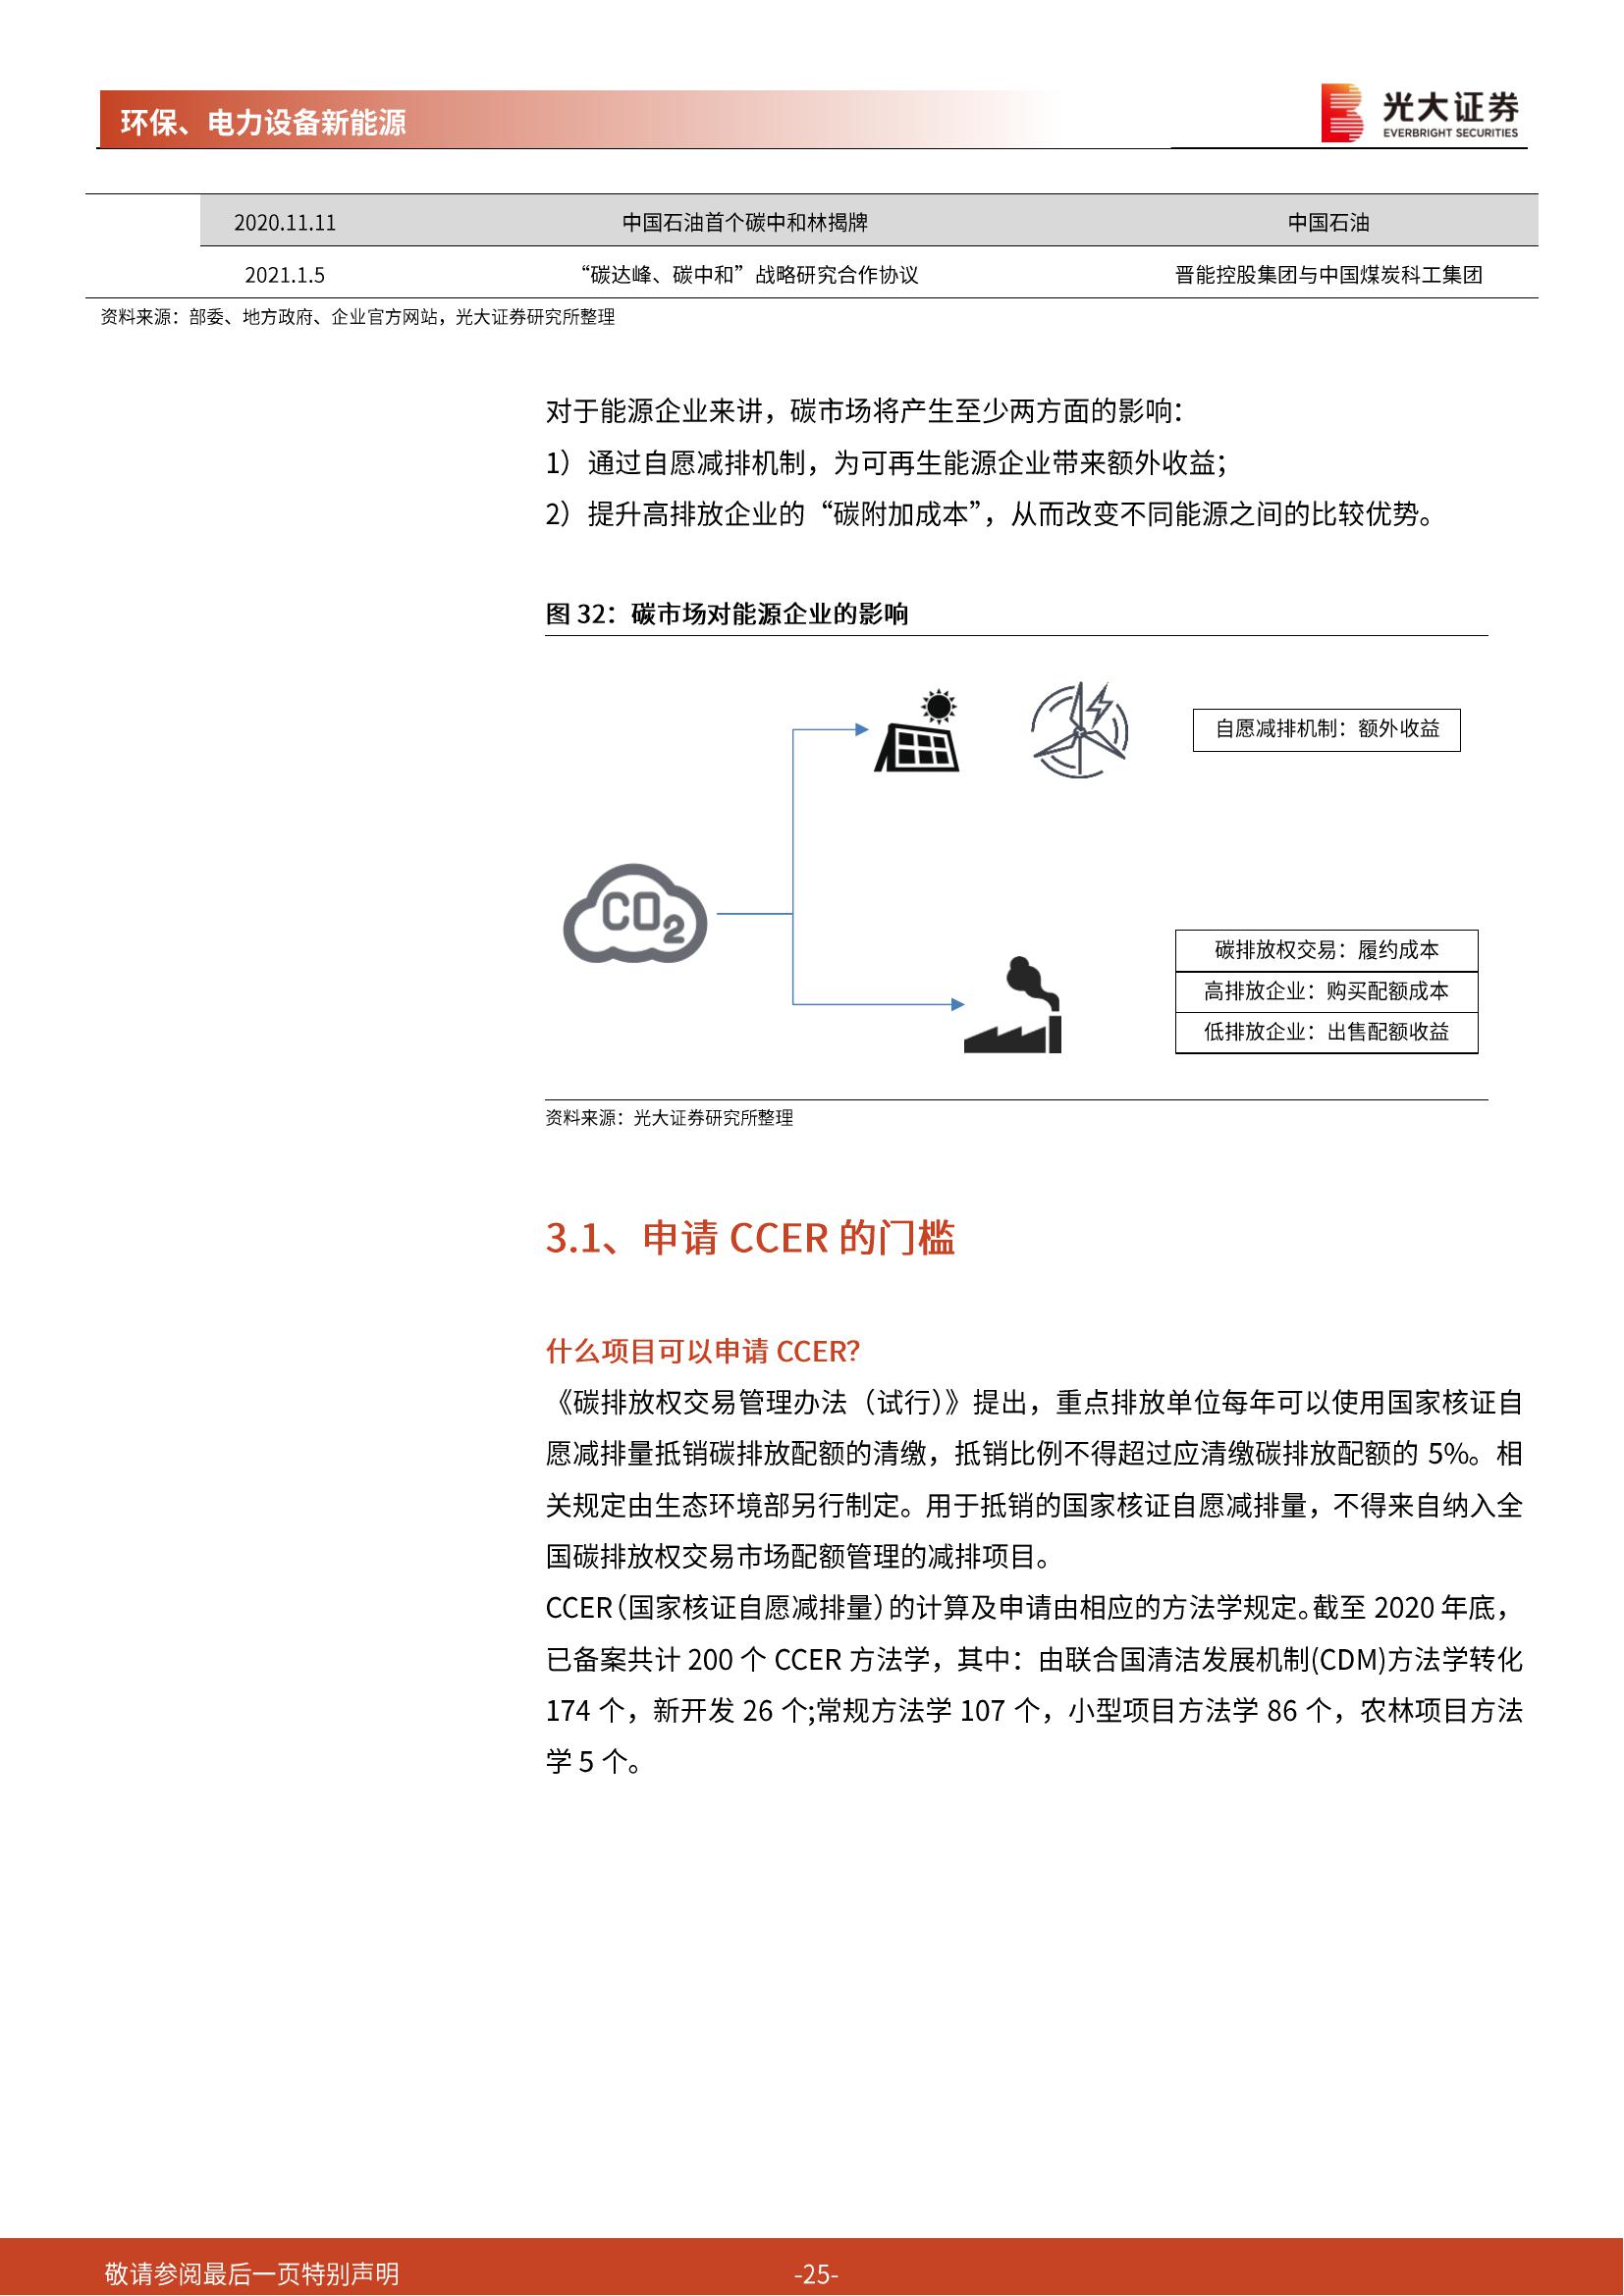 环保、电力设备新能源
光大证券
EVERBRIGHT SECURITIES
2020.11.11 中国石油首个碳中和林揭牌 中国石油
2021.1.5 “碳达峰、碳中和”战略研究合作协议 晋能控股集团与中国煤炭科工集团
资料来源：部委、地方政府、企业官方网站，光大证券研究所整理
对于能源企业来讲，碳市场将产生至少两方面的影响：
1）通过自愿减排机制，为可再生能源企业带来额外收益；
2）提升高排放企业的“碳附加成本”，从而改变不同能源之间的比较优势。
图 32：碳市场对能源企业的影响
自愿减排机制：额外收益
CO2
碳排放权交易：履约成本
高排放企业：购买配额成本
低排放企业：出售配额收益
资料来源：光大证券研究所整理
3.1、申请 CCER 的门槛
什么项目可以申请 CCER？
《碳排放权交易管理办法（试行）》提出，重点排放单位每年可以使用国家核证自
愿减排量抵销碳排放配额的清缴，抵销比例不得超过应清缴碳排放配额的 5%。相
关规定由生态环境部另行制定。用于抵销的国家核证自愿减排量，不得来自纳入全
国碳排放权交易市场配额管理的减排项目。
CCER（国家核证自愿减排量）的计算及申请由相应的方法学规定。截至 2020 年底，
已备案共计 200 个 CCER 方法学，其中：由联合国清洁发展机制(CDM)方法学转化
174 个，新开发 26 个;常规方法学 107 个，小型项目方法学 86 个，农林项目方法
学 5 个。
敬请参阅最后一页特别声明 -25-